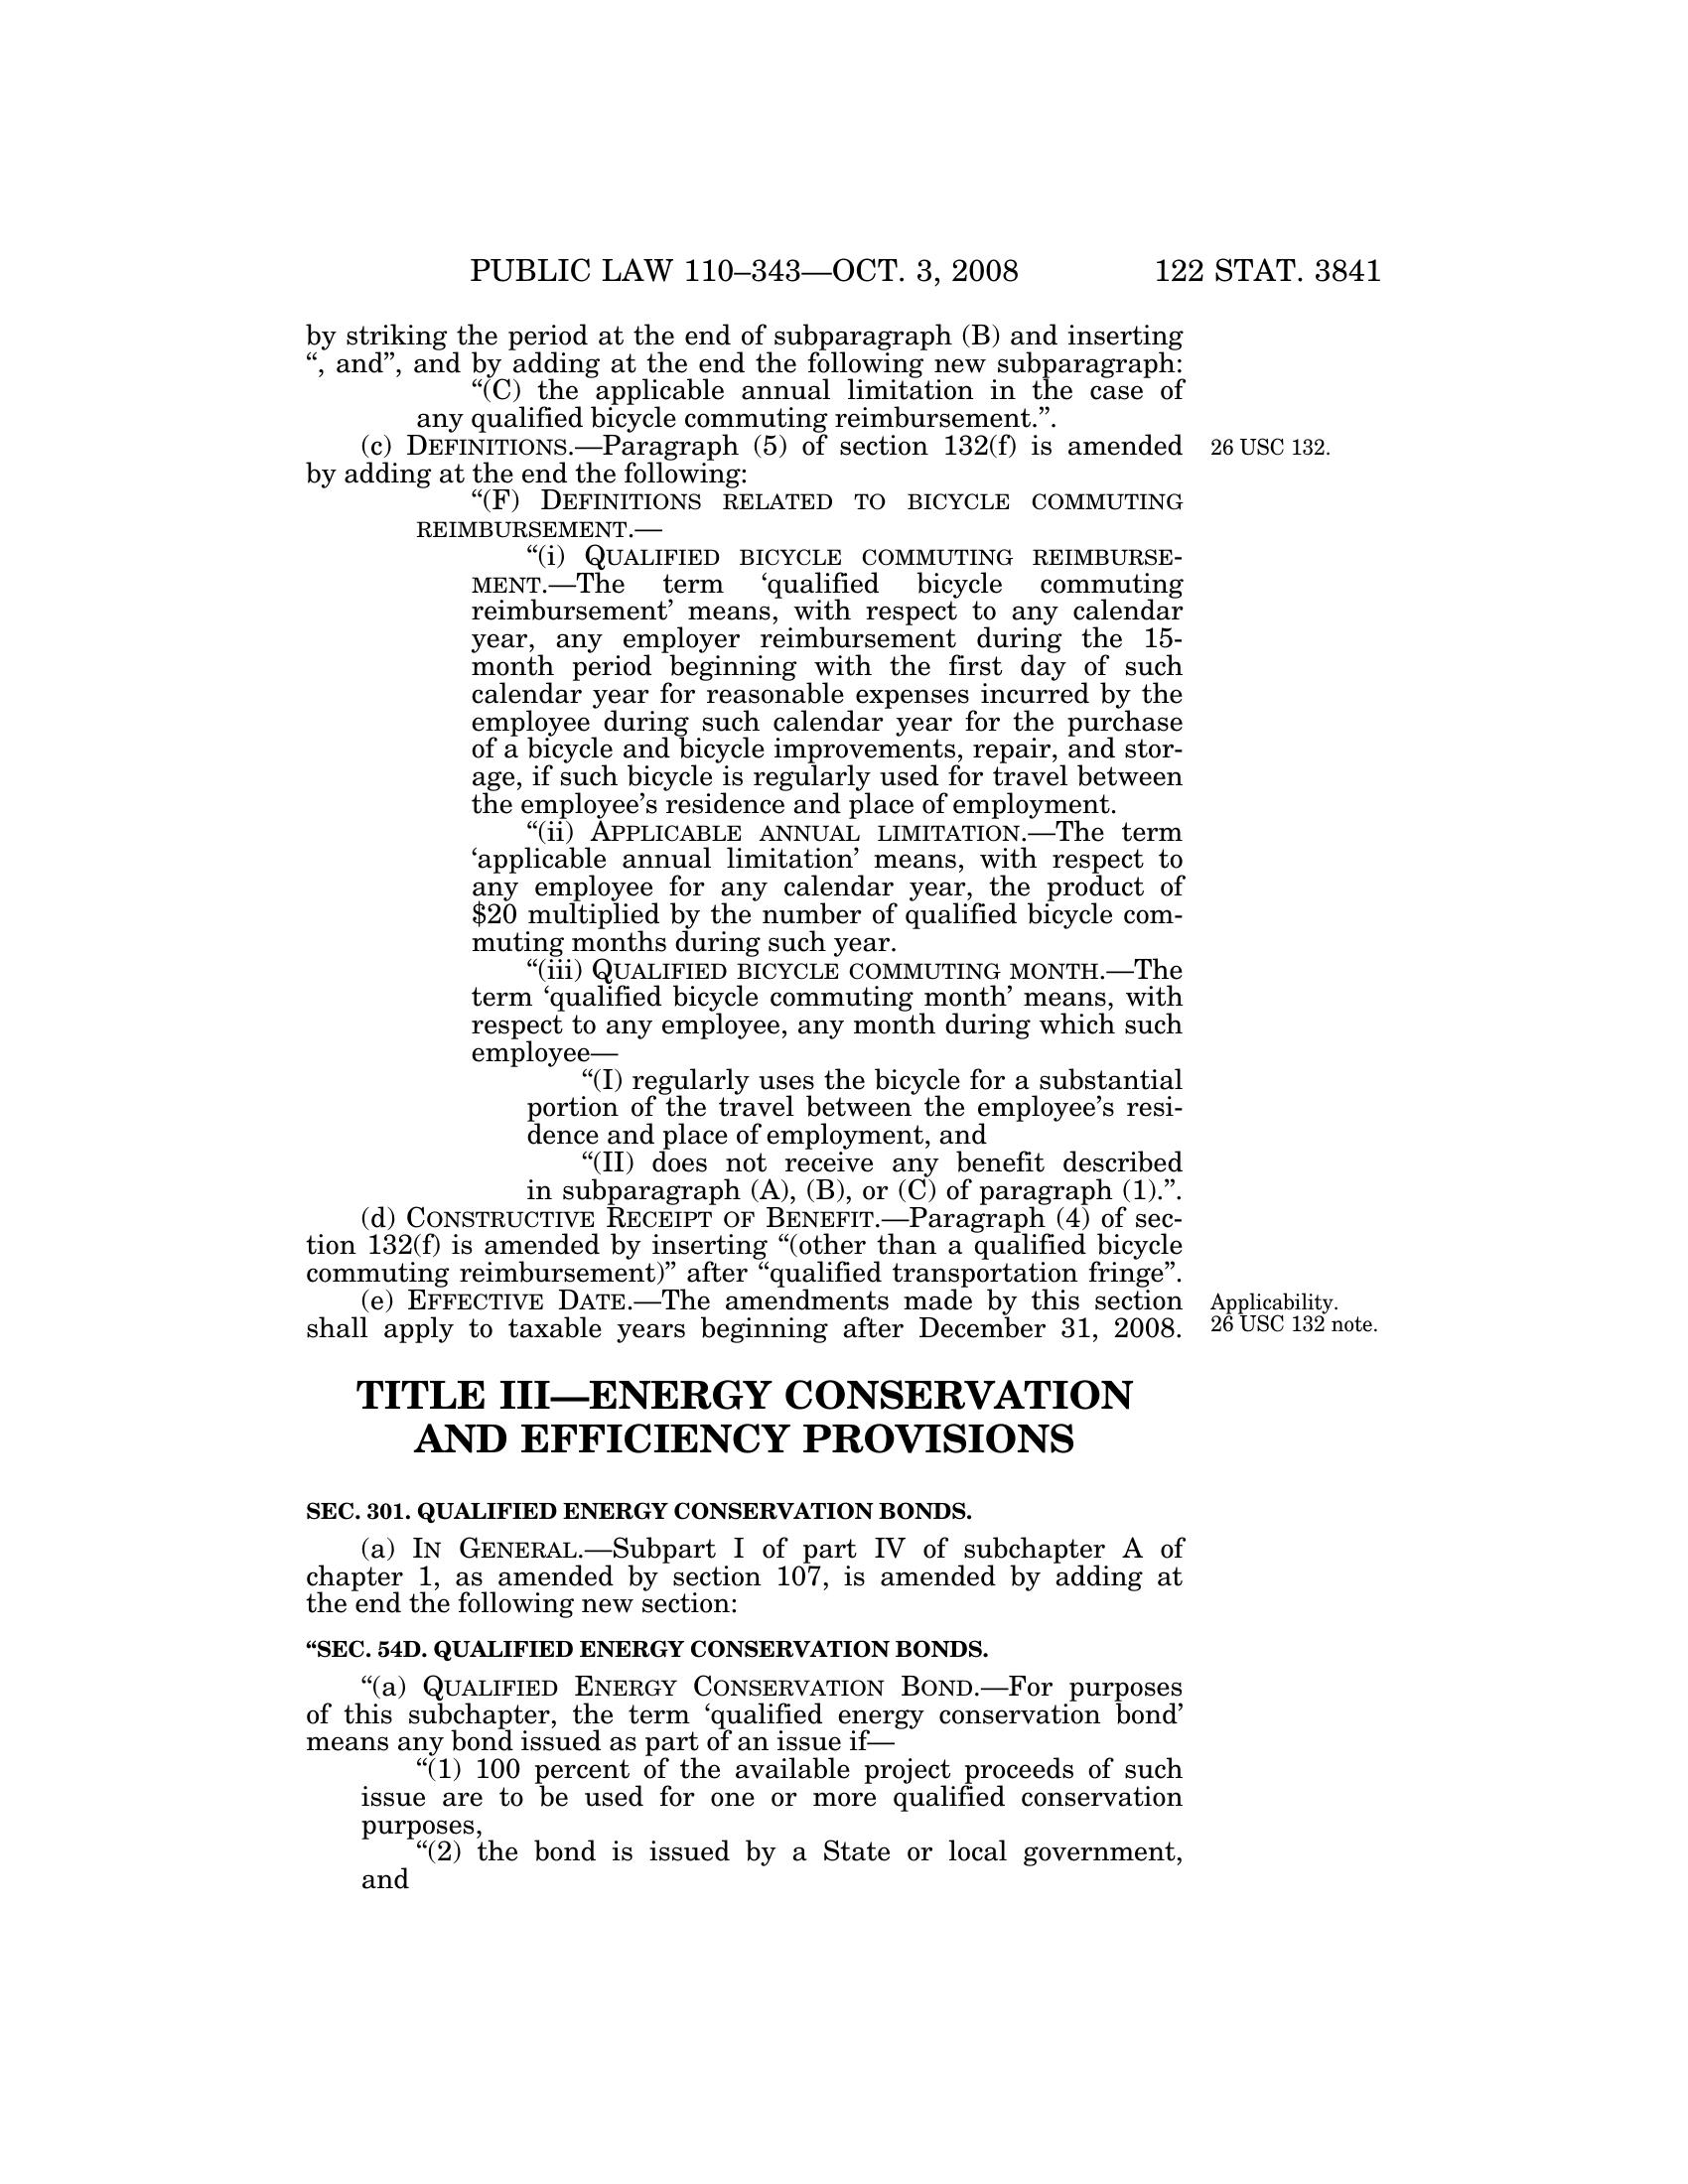 PUBLIC LAW 110–343—OCT. 3, 2008 122 STAT. 3841
by striking the period at the end of subparagraph (B) and inserting
“, and”, and by adding at the end the following new subparagraph:
“(C) the applicable annual limitation in the case of
any qualified bicycle commuting reimbursement.”.
(c) DEFINITIONS.—Paragraph (5) of section 132(f) is amended
by adding at the end the following:
“(F) DEFINITIONS RELATED TO BICYCLE COMMUTING
REIMBURSEMENT.—
“(i) QUALIFIED BICYCLE COMMUTING REIMBURSE-
MENT.—The term ‘qualified bicycle commuting
reimbursement’ means, with respect to any calendar
year, any employer reimbursement during the 15-
month period beginning with the first day of such
calendar year for reasonable expenses incurred by the
employee during such calendar year for the purchase
of a bicycle and bicycle improvements, repair, and stor-
age, if such bicycle is regularly used for travel between
the employee’s residence and place of employment.
“(ii) APPLICABLE ANNUAL LIMITATION.—The term
‘applicable annual limitation’ means, with respect to
any employee for any calendar year, the product of
$20 multiplied by the number of qualified bicycle com-
muting months during such year.
“(iii) QUALIFIED BICYCLE COMMUTING MONTH.—The
term ‘qualified bicycle commuting month’ means, with
respect to any employee, any month during which such
employee—
“(I) regularly uses the bicycle for a substantial
portion of the travel between the employee’s resi-
dence and place of employment, and
“(II) does not receive any benefit described
in subparagraph (A), (B), or (C) of paragraph (1).”.
(d) CONSTRUCTIVE RECEIPT OF BENEFIT.—Paragraph (4) of sec-
tion 132(f) is amended by inserting “(other than a qualified bicycle
commuting reimbursement)” after “qualified transportation fringe”.
(e) EFFECTIVE DATE.—The amendments made by this section
shall apply to taxable years beginning after December 31, 2008.
26 USC 132.
Applicability.
26 USC 132 note.
TITLE III—ENERGY CONSERVATION
AND EFFICIENCY PROVISIONS
SEC. 301. QUALIFIED ENERGY CONSERVATION BONDS.
(a) IN GENERAL.—Subpart I of part IV of subchapter A of
chapter 1, as amended by section 107, is amended by adding at
the end the following new section:
“SEC. 54D. QUALIFIED ENERGY CONSERVATION BONDS.
“(a) QUALIFIED ENERGY CONSERVATION BOND.—For purposes
of this subchapter, the term ‘qualified energy conservation bond’
means any bond issued as part of an issue if—
“(1) 100 percent of the available project proceeds of such
issue are to be used for one or more qualified conservation
purposes,
“(2) the bond is issued by a State or local government,
and